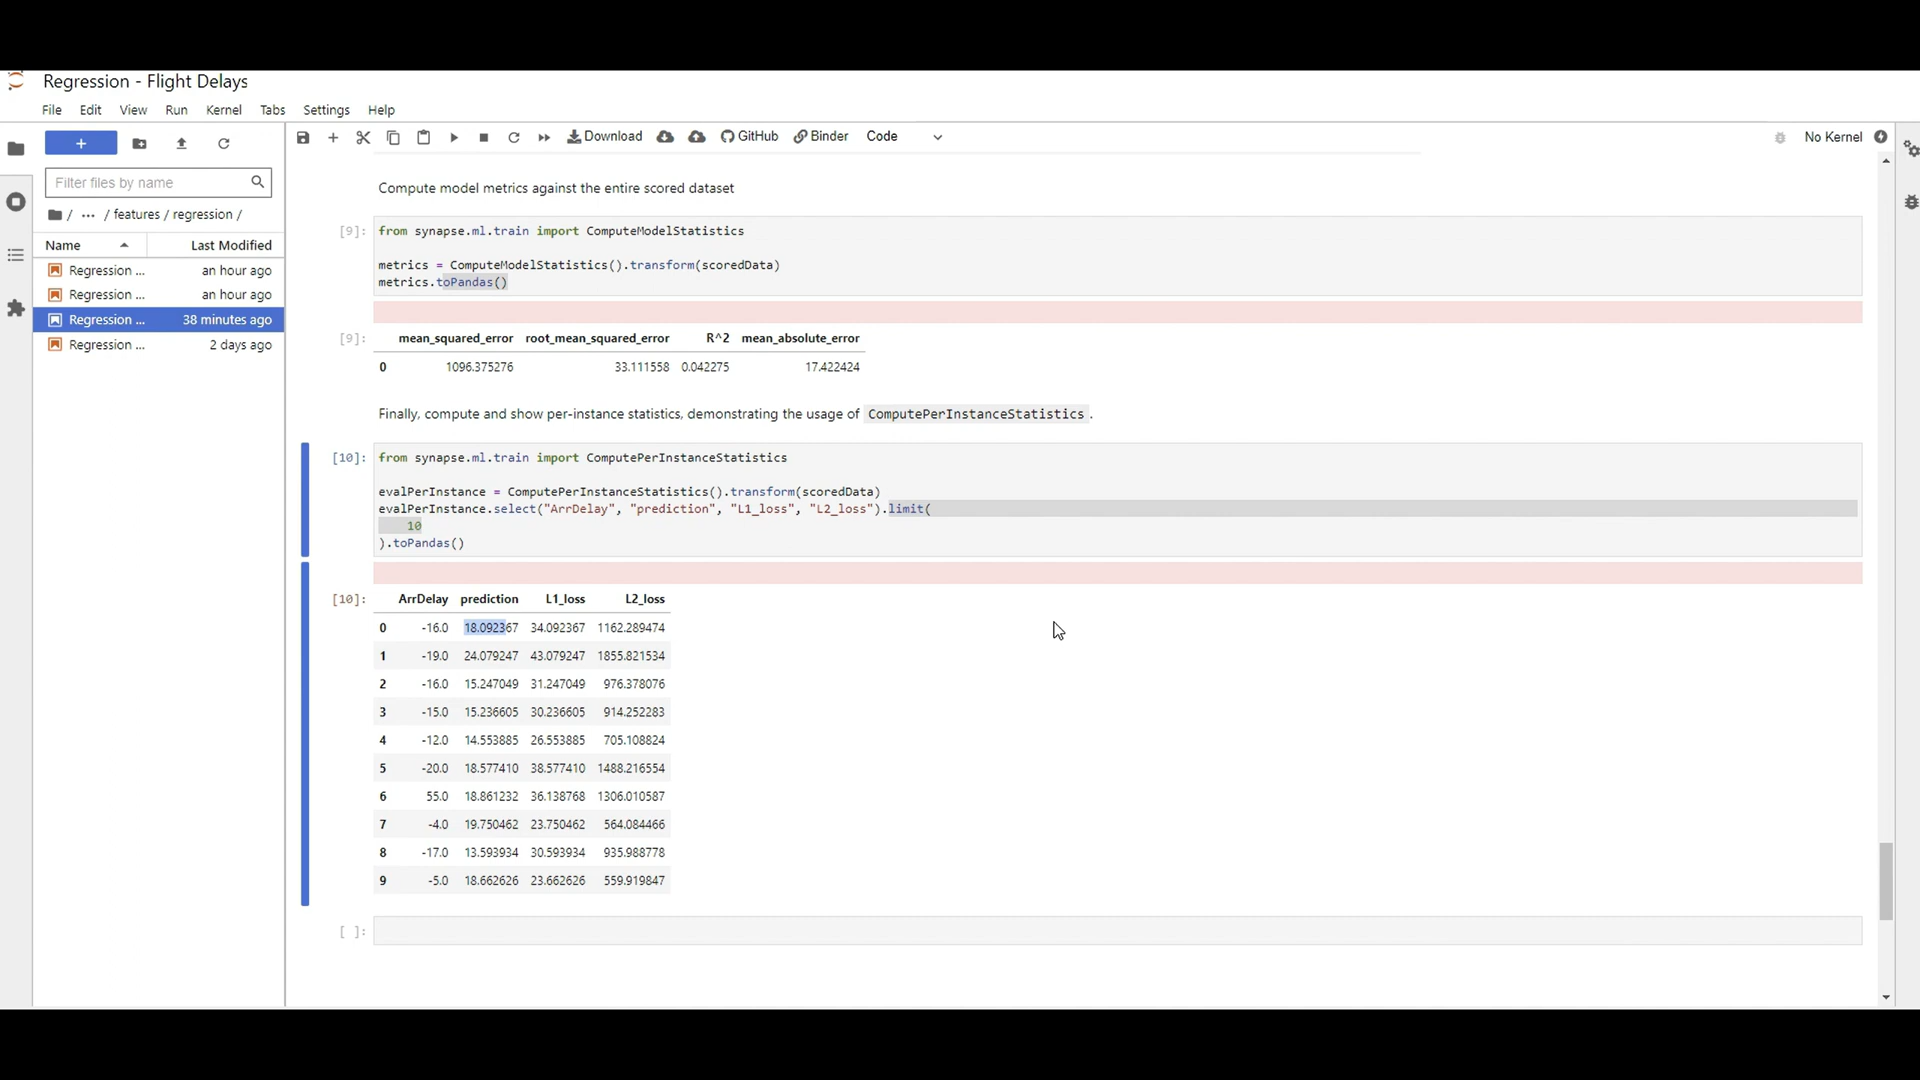 Regression - Flight Delays
File Edit View Run Kernel Tabs Settings Help
+
Download GitHub Binder Code No Kernel
Filter files by name
/ ··· / features / regression /
Name Last Modified
Regression ... an hour ago
Regression ... an hour ago
Regression ... 38 minutes ago
Regression ... 2 days ago
Compute model metrics against the entire scored dataset
[9]: from synapse.ml.train import ComputeModelStatistics
metrics = ComputeModelStatistics().transform(scoredData)
metrics.toPandas()
[9]: mean_squared_error root_mean_squared_error R^2 mean_absolute_error
0 1096.375276 33.111558 0.042275 17.422424
Finally, compute and show per-instance statistics, demonstrating the usage of ComputePerInstanceStatistics .
[10]: from synapse.ml.train import ComputePerInstanceStatistics
evalPerInstance = ComputePerInstanceStatistics().transform(scoredData)
evalPerInstance.select("ArrDelay", "prediction", "L1_loss", "L2_loss").limit(
10
).toPandas()
[10]: ArrDelay prediction L1_loss L2_loss
0 -16.0 18.092367 34.092367 1162.289474
1 -19.0 24.079247 43.079247 1855.821534
2 -16.0 15.247049 31.247049 976.378076
3 -15.0 15.236605 30.236605 914.252283
4 -12.0 14.553885 26.553885 705.108824
5 -20.0 18.577410 38.577410 1488.216554
6 55.0 18.861232 36.138768 1306.010587
7 -4.0 19.750462 23.750462 564.084466
8 -17.0 13.593934 30.593934 935.988778
9 -5.0 18.662626 23.662626 559.919847
[ ]: